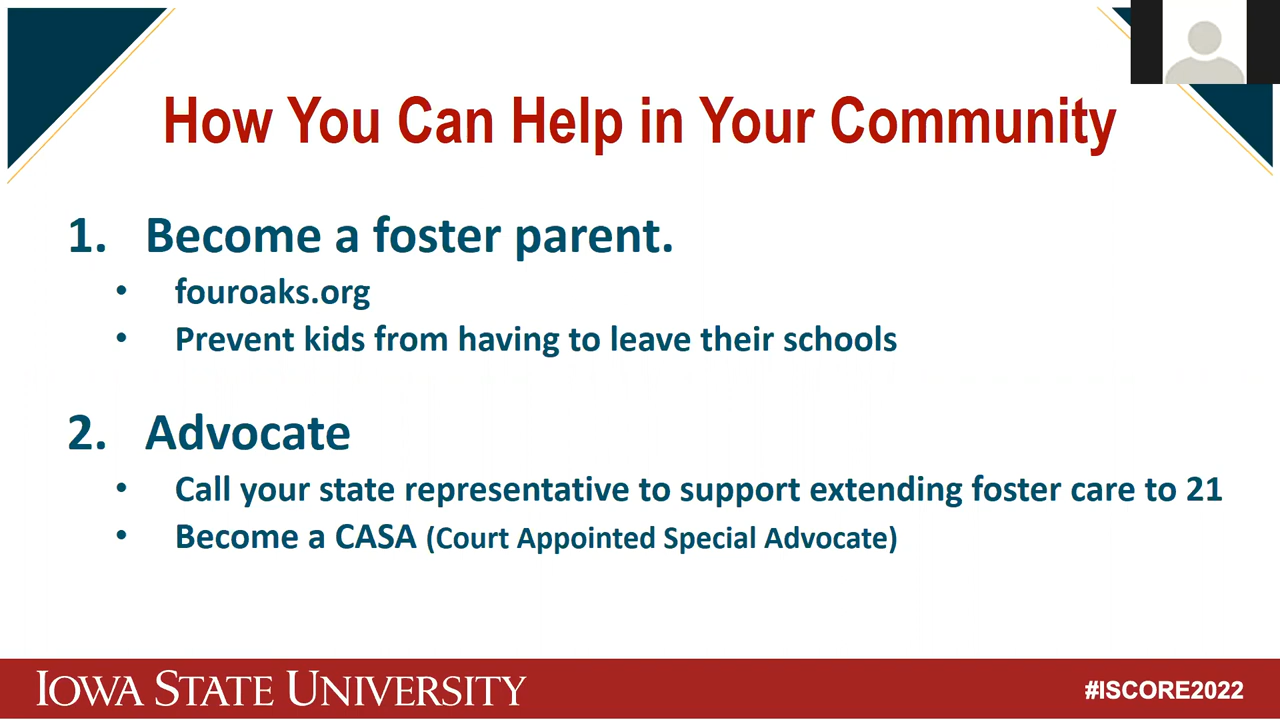 How You Can Help in Your Community
1. Become a foster parent.
• fouroaks.org
• Prevent kids from having to leave their schools
2. Advocate
• Call your state representative to support extending foster care to 21
• Become a CASA (Court Appointed Special Advocate)
IOWA STATE UNIVERSITY
#ISCORE2022